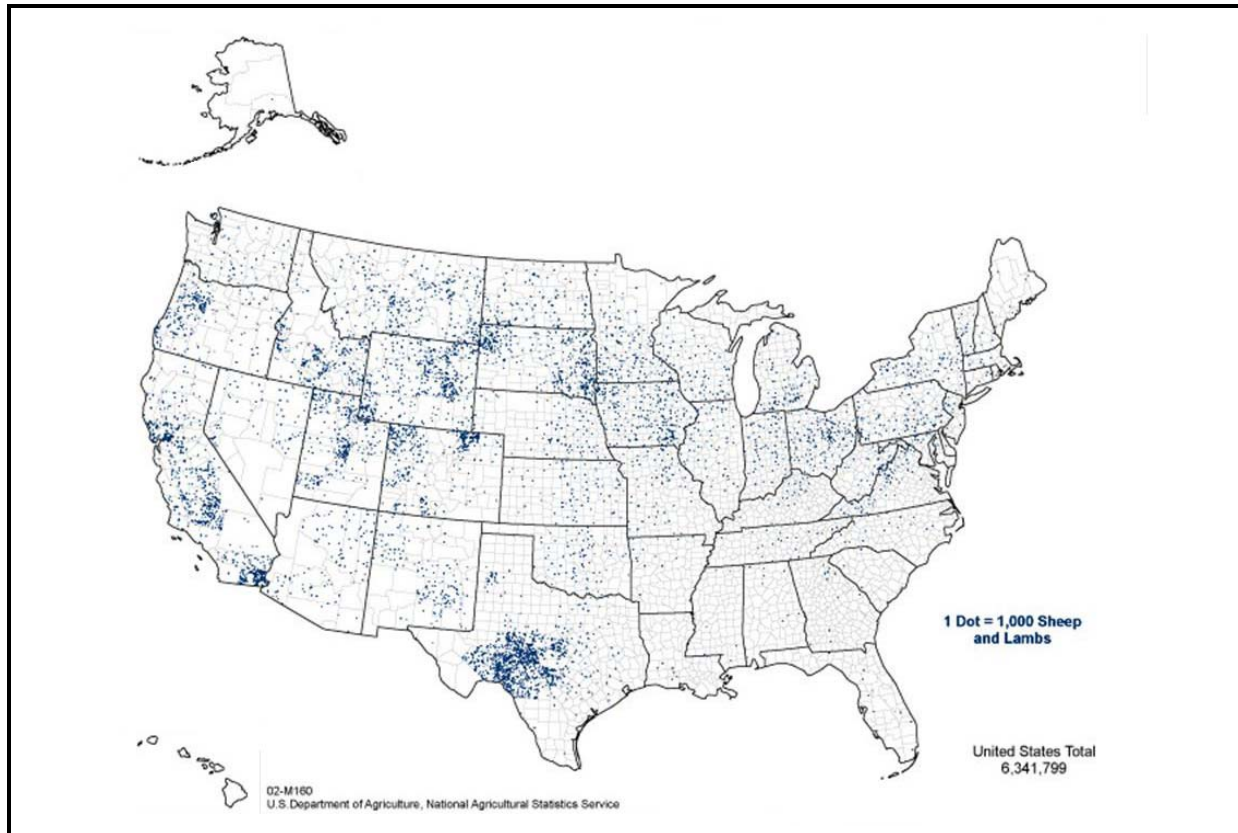 1 Dot = 1,000 Sheep
and Lambs
United States Total
6,341,799
02-M160
U.S. Department of Agriculture, National Agricultural Statistics Service